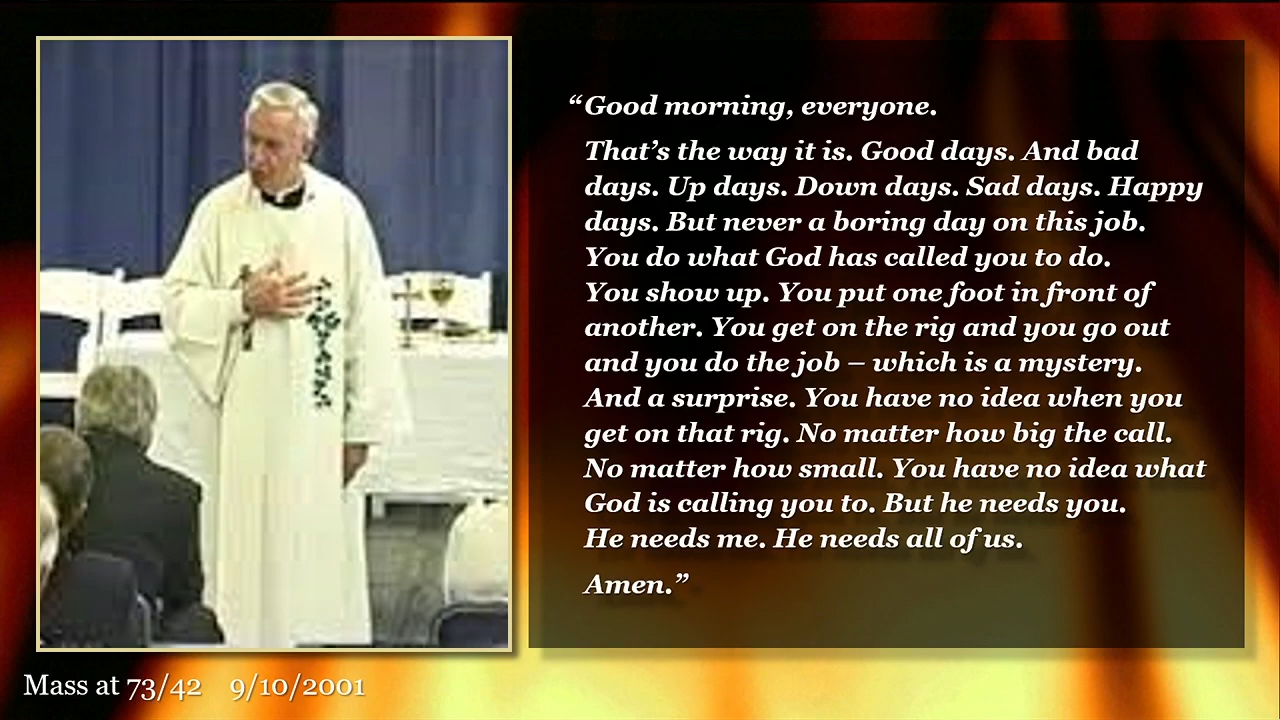 “Good morning, everyone.
That’s the way it is. Good days. And bad
days. Up days. Down days. Sad days. Happy
days. But never a boring day on this job.
You do what God has called you to do.
You show up. You put one foot in front of
another. You get on the rig and you go out
and you do the job – which is a mystery.
And a surprise. You have no idea when you
get on that rig. No matter how big the call.
No matter how small. You have no idea what
God is calling you to. But he needs you.
He needs me. He needs all of us.
Amen.”
Mass at 73/42 9/10/2001